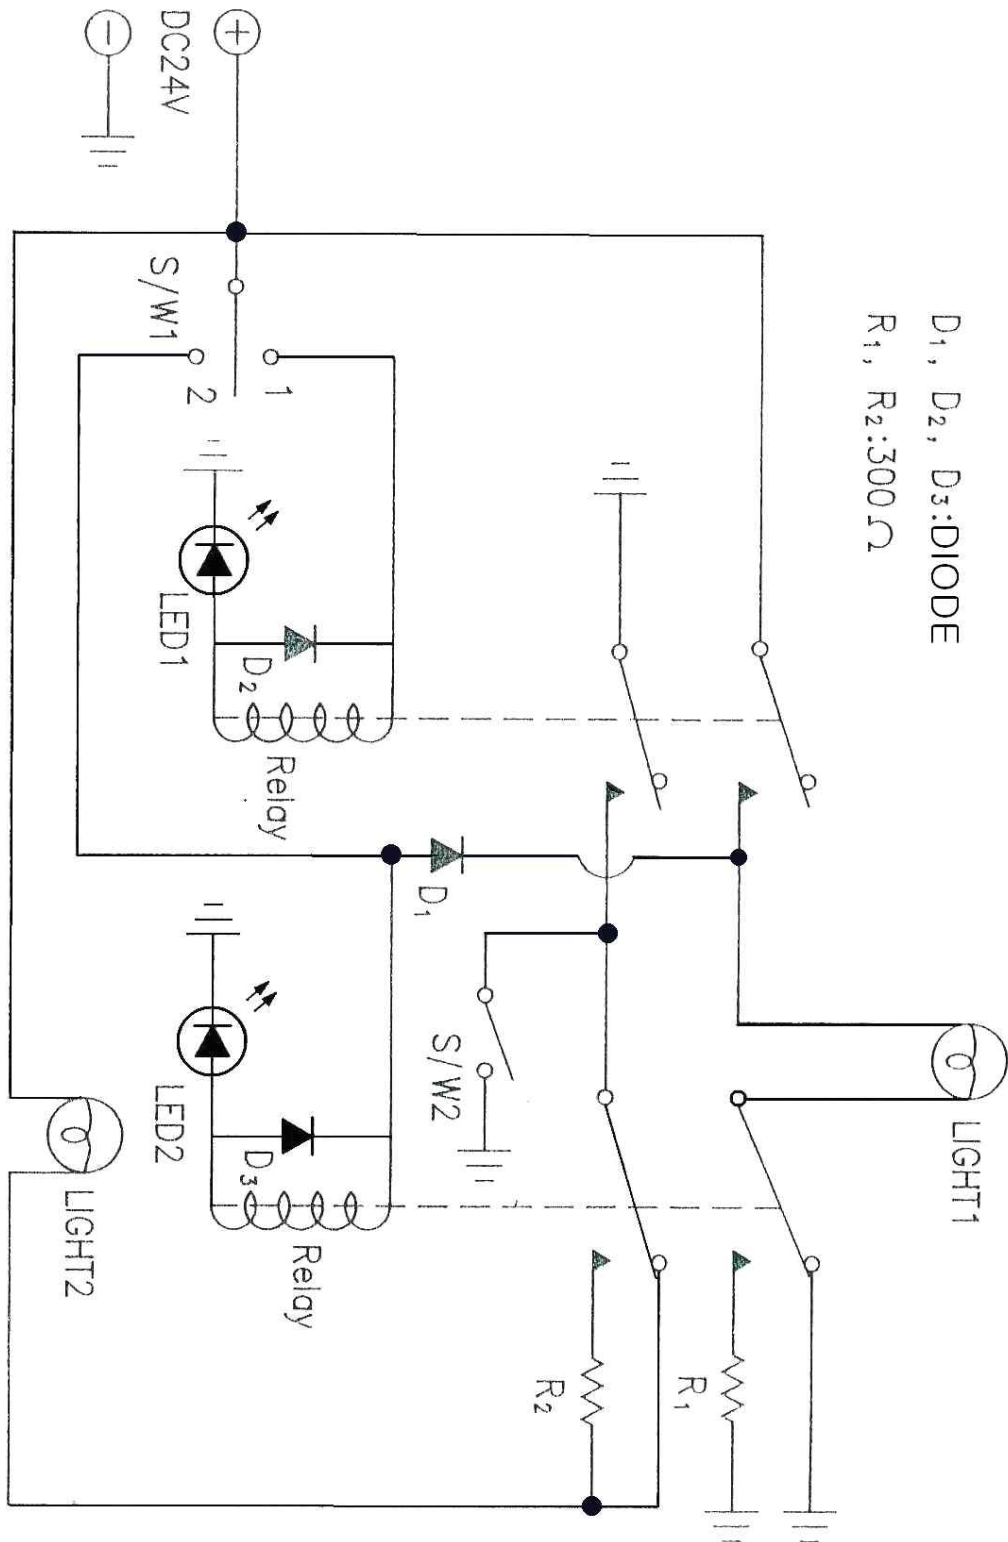 D₁, D₂, D₃:DIODE
R₁, R₂:300Ω
+
DC24V
-
S/W1
1
2
LED1
D₂
Relay
D₁
S/W2
LED2
D₃
Relay
LIGHT1
LIGHT2
R₁
R₂